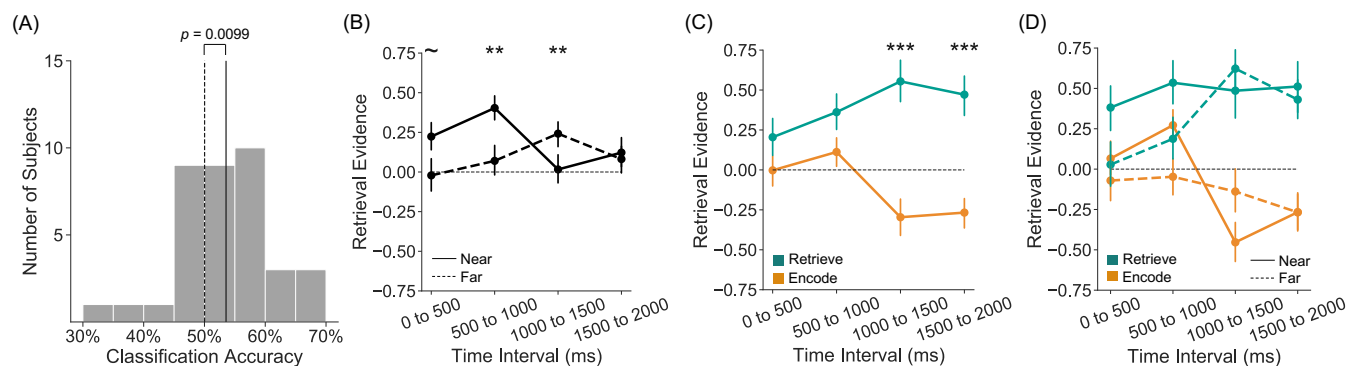 (A)
p = 0.0099
Number of Subjects
15
10
5
30%
40%
50%
60%
70%
Classification Accuracy
(B)
~
**
**
Retrieval Evidence
0.75
0.50
0.25
0.00
−0.25
−0.50
−0.75
Near
Far
0 to 500
500 to 1000
1000 to 1500
1500 to 2000
Time Interval (ms)
(C)
***
***
Retrieval Evidence
0.75
0.50
0.25
0.00
−0.25
−0.50
−0.75
Retrieve
Encode
0 to 500
500 to 1000
1000 to 1500
1500 to 2000
Time Interval (ms)
(D)
Retrieval Evidence
0.75
0.50
0.25
0.00
−0.25
−0.50
−0.75
Retrieve
Encode
Near
Far
0 to 500
500 to 1000
1000 to 1500
1500 to 2000
Time Interval (ms)